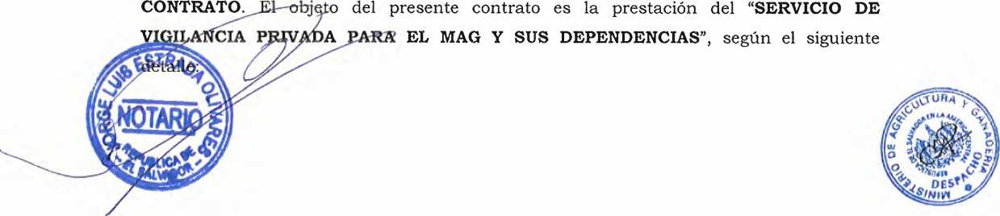 CONTRATO. El objeto del presente contrato es la prestación del “SERVICIO DE
VIGILANCIA PRIVADA PARA EL MAG Y SUS DEPENDENCIAS”, según el siguiente
detalle:
JORGE LUIS ESTRADA OLIVARES
NOTARIO
REPUBLICA DE
EL SALVADOR
MINISTERIO DE AGRICULTURA Y GANADERIA
REPUBLICA DE EL SALVADOR EN LA AMERICA CENTRAL
DESPACHO